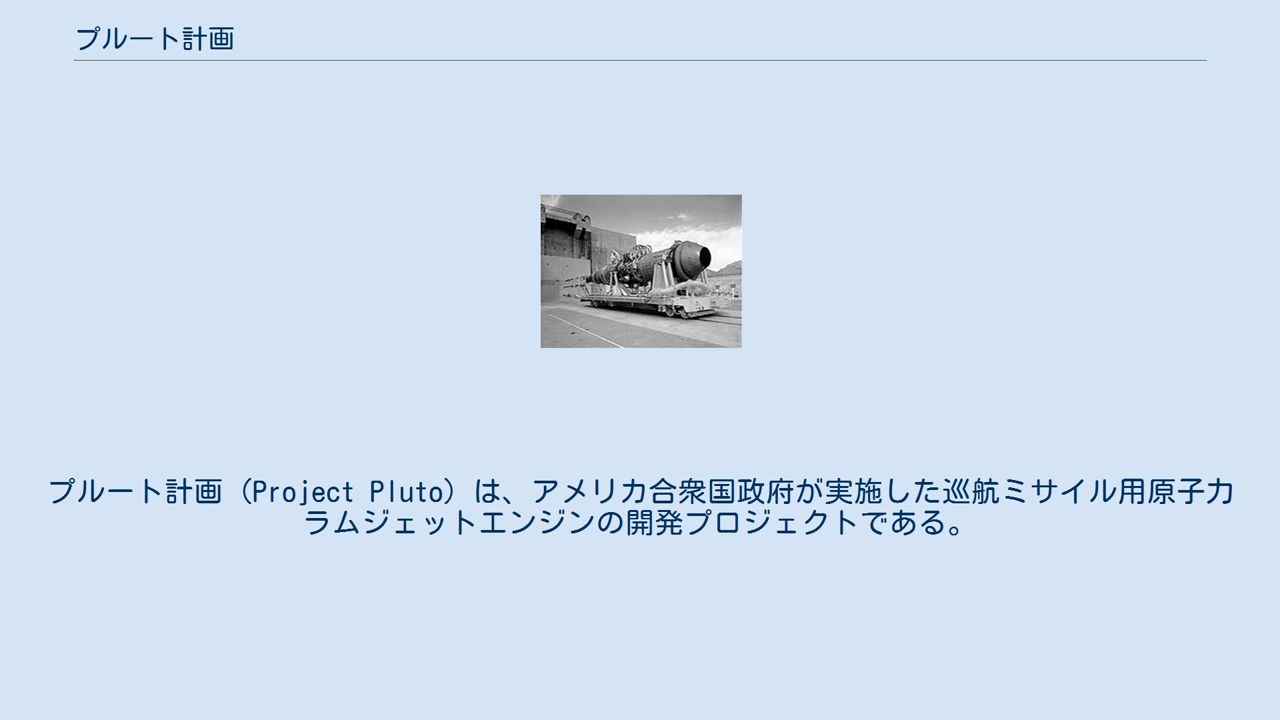 プルート計画
プルート計画（Project Pluto）は、アメリカ合衆国政府が実施した巡航ミサイル用原子力
ラムジェットエンジンの開発プロジェクトである。